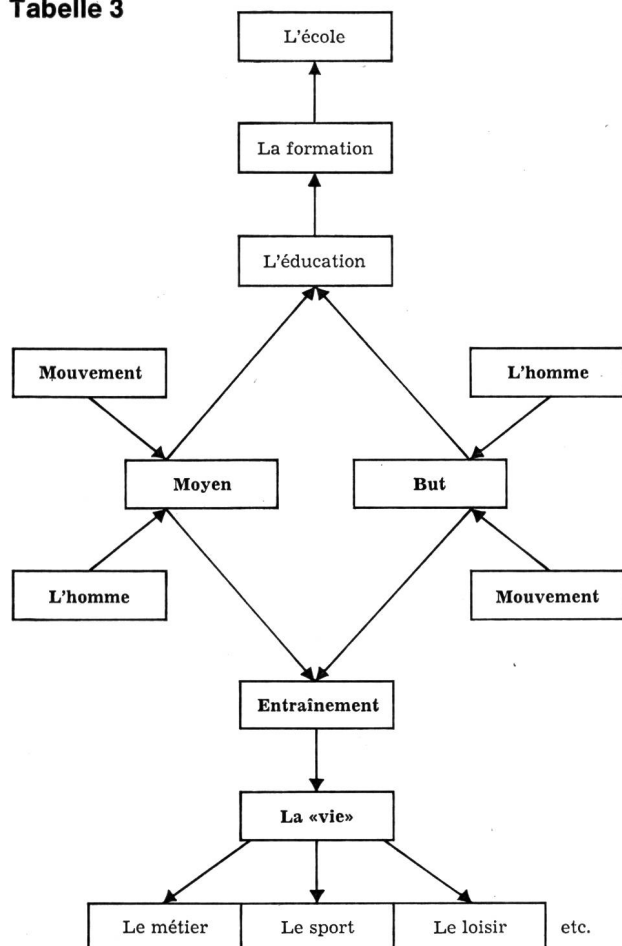 Tabelle 3
L'école
La formation
L'éducation
Mouvement
L'homme
Moyen
But
L'homme
Mouvement
Entraînement
La «vie»
Le métier
Le sport
Le loisir
etc.